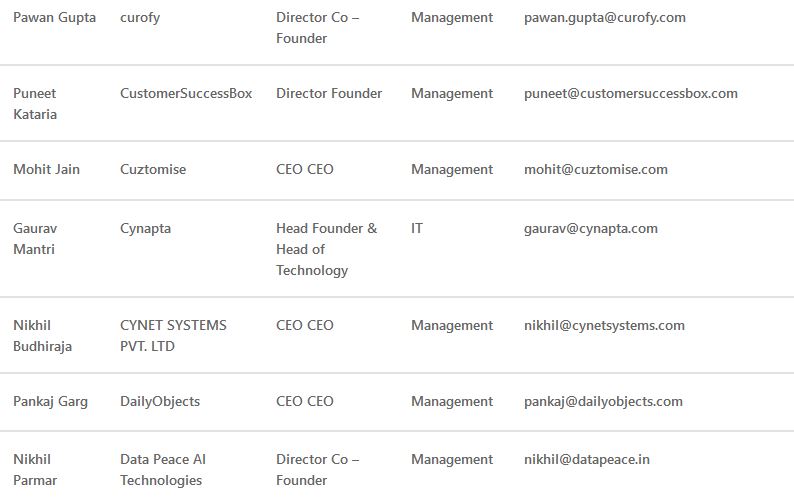 Pawan Gupta curofy Director Co – Management pawan.gupta@curofy.com
Founder
Puneet CustomerSuccessBox Director Founder Management puneet@customersuccessbox.com
Kataria
Mohit Jain Cuztomise CEO CEO Management mohit@cuztomise.com
Gaurav Cynapta Head Founder & IT gaurav@cynapta.com
Mantri Head of
Technology
Nikhil CYNET SYSTEMS CEO CEO Management nikhil@cynetsystems.com
Budhiraja PVT. LTD
Pankaj Garg DailyObjects CEO CEO Management pankaj@dailyobjects.com
Nikhil Data Peace AI Director Co – Management nikhil@datapeace.in
Parmar Technologies Founder